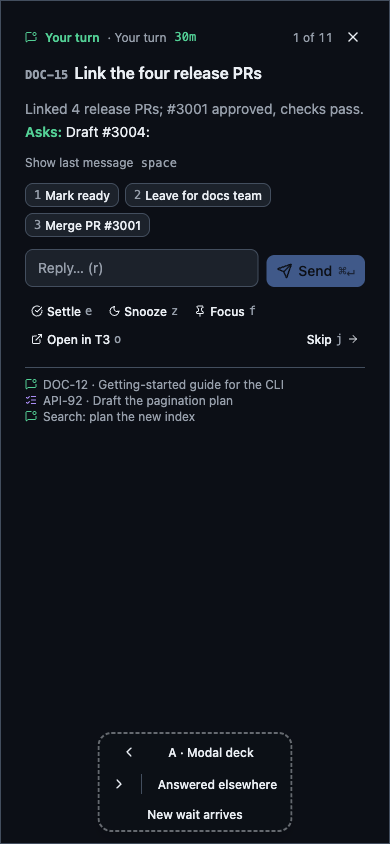 Your turn · Your turn 30m 1 of 11
DOC-15 Link the four release PRs
Linked 4 release PRs; #3001 approved, checks pass.
Asks: Draft #3004:
Show last message space
1 Mark ready 2 Leave for docs team
3 Merge PR #3001
Reply... (r) Send ⌘↵
Settle e Snooze z Focus f
Open in T3 o Skip j →
DOC-12 · Getting-started guide for the CLI
API-92 · Draft the pagination plan
Search: plan the new index
A · Modal deck
Answered elsewhere
New wait arrives